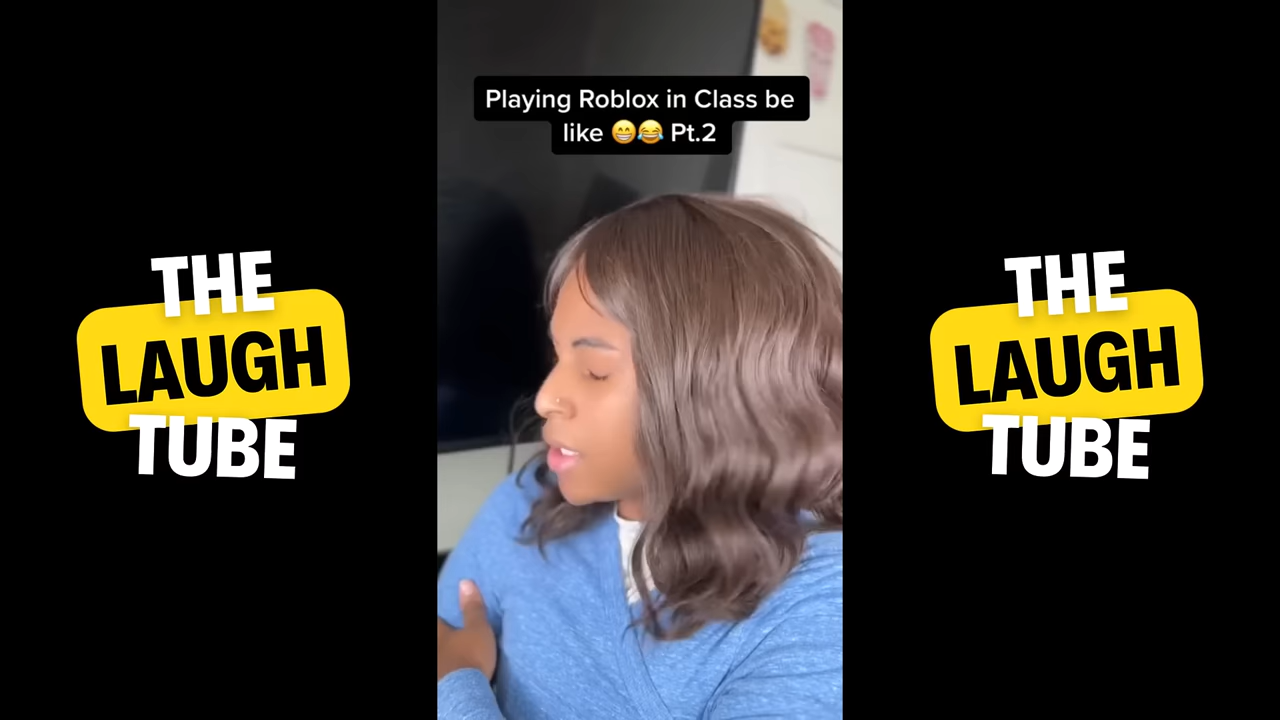 Playing Roblox in Class be
like 😁😂 Pt.2
THE
LAUGH
TUBE
THE
LAUGH
TUBE